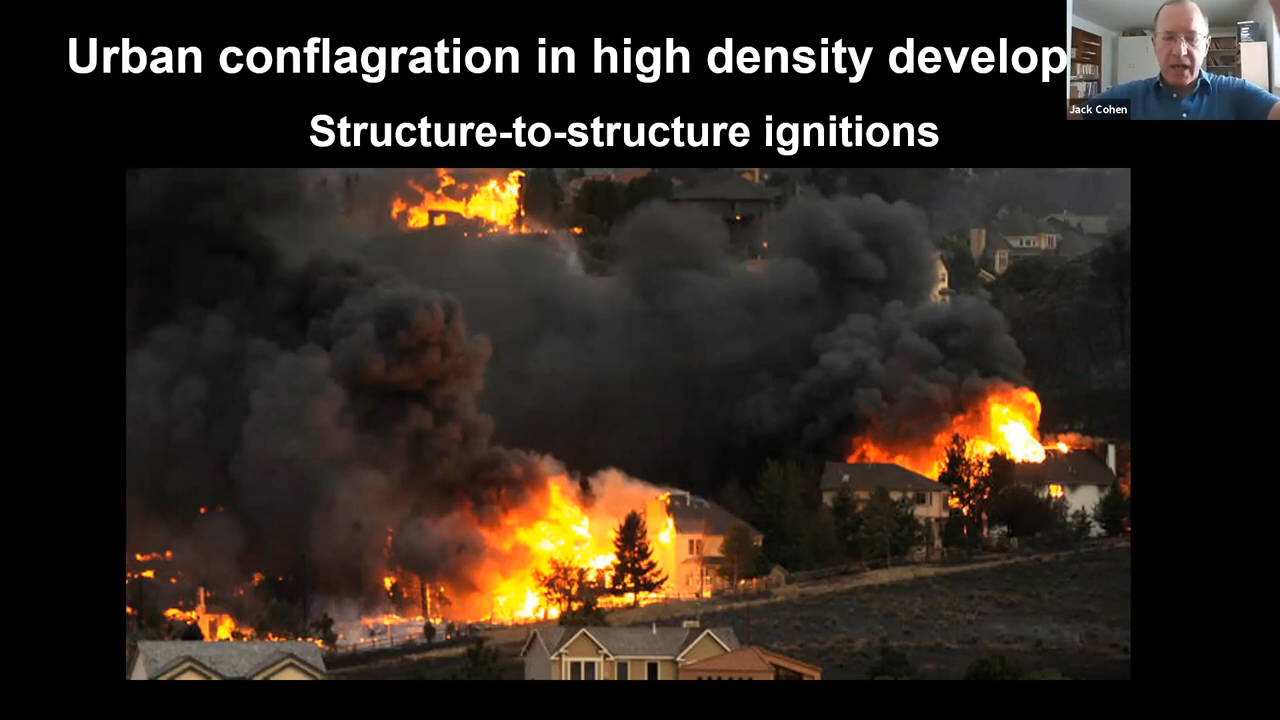 Urban conflagration in high density develop
Jack Cohen
Structure-to-structure ignitions